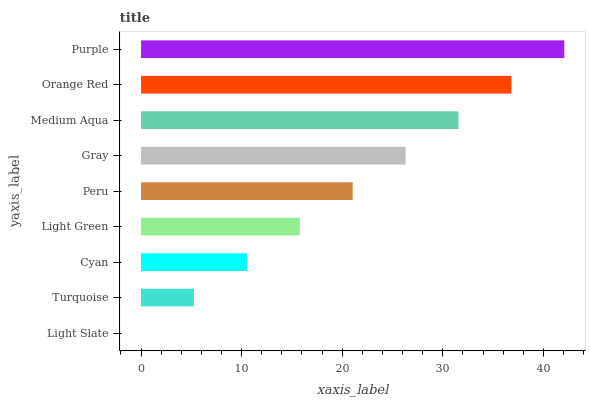 title
yaxis_label
Purple
Orange Red
Medium Aqua
Gray
Peru
Light Green
Cyan
Turquoise
Light Slate
0 10 20 30 40
xaxis_label